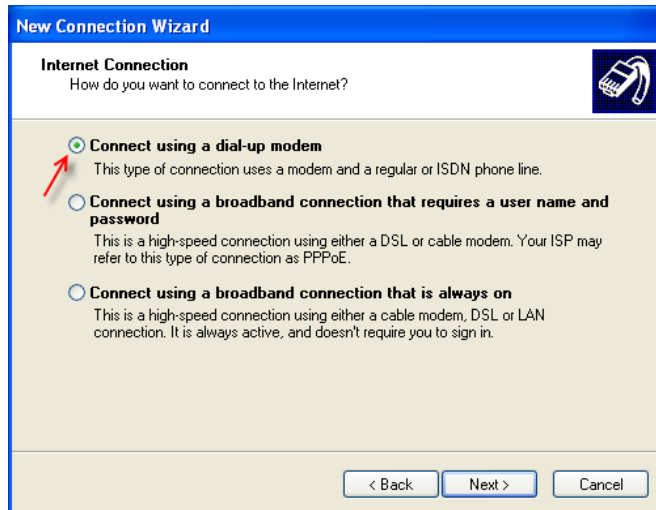 New Connection Wizard
Internet Connection
How do you want to connect to the Internet?
Connect using a dial-up modem
This type of connection uses a modem and a regular or ISDN phone line.
Connect using a broadband connection that requires a user name and
password
This is a high-speed connection using either a DSL or cable modem. Your ISP may
refer to this type of connection as PPPoE.
Connect using a broadband connection that is always on
This is a high-speed connection using either a cable modem, DSL or LAN
connection. It is always active, and doesn't require you to sign in.
< Back Next > Cancel